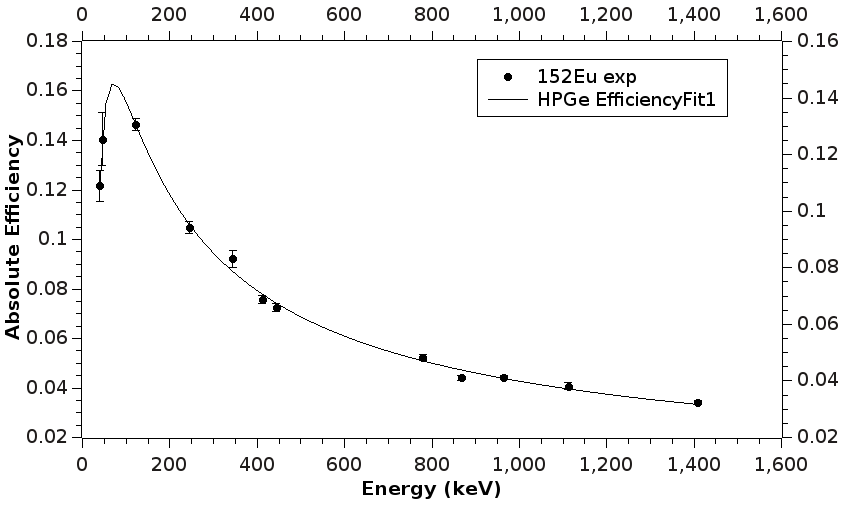 0 200 400 600 800 1,000 1,200 1,400 1,600
0.18 0.16
0.16
0.14
0.14
0.12
0.12
0.1
0.1
0.08
0.08
0.06
0.06
0.04
0.04
0.02 0.02
Absolute Efficiency
152Eu exp
HPGe EfficiencyFit1
0 200 400 600 800 1,000 1,200 1,400 1,600
Energy (keV)